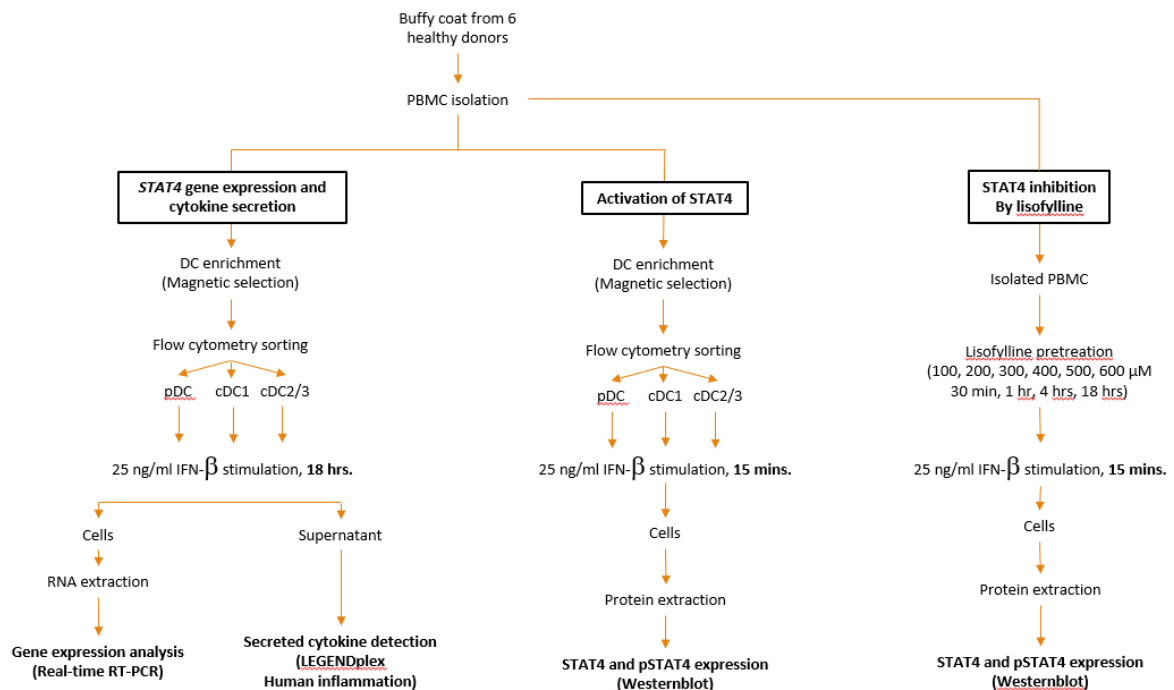 Buffy coat from 6
healthy donors
PBMC isolation
STAT4 gene expression and
cytokine secretion
DC enrichment
(Magnetic selection)
Flow cytometry sorting
pDC
cDC1
cDC2/3
25 ng/ml IFN-β stimulation, 18 hrs.
Cells
Supernatant
RNA extraction
Gene expression analysis
(Real-time RT-PCR)
Secreted cytokine detection
(LEGENDplex
Human inflammation)
Activation of STAT4
DC enrichment
(Magnetic selection)
Flow cytometry sorting
pDC
cDC1
cDC2/3
25 ng/ml IFN-β stimulation, 15 mins.
Cells
Protein extraction
STAT4 and pSTAT4 expression
(Westernblot)
STAT4 inhibition
By lisofylline
Isolated PBMC
Lisofylline pretreation
(100, 200, 300, 400, 500, 600 µM
30 min, 1 hr, 4 hrs, 18 hrs)
25 ng/ml IFN-β stimulation, 15 mins.
Cells
Protein extraction
STAT4 and pSTAT4 expression
(Westernblot)